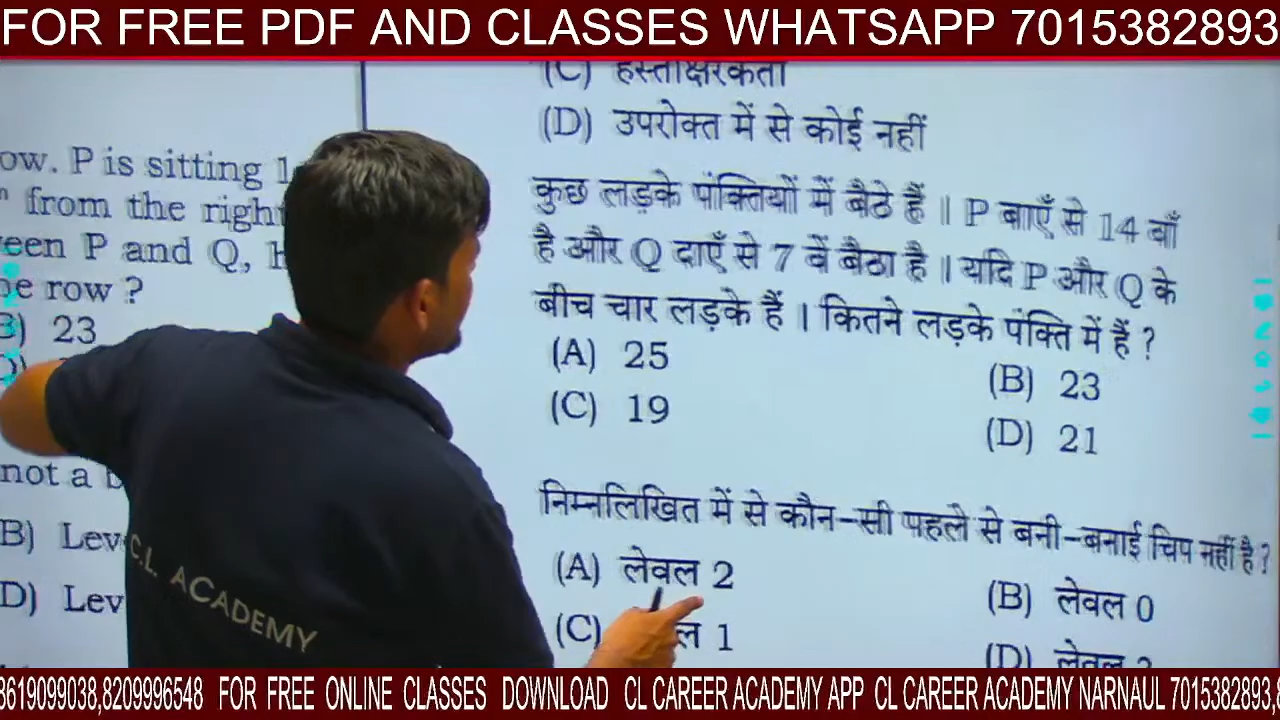 FOR FREE PDF AND CLASSES WHATSAPP 7015382893
(C) हस्ताक्षरकर्ता
(D) उपरोक्त में से कोई नहीं
ow. P is sitting 1
from the right
een P and Q,
e row ?
23
not a
B) Lev
D) Lev
कुछ लड़के पंक्तियों में बैठे हैं । P बाएँ से 14 वाँ
है और Q दाएँ से 7 वें बैठा है । यदि P और Q के
बीच चार लड़के हैं । कितने लड़के पंक्ति में हैं ?
(A) 25
(B) 23
(C) 19
(D) 21
निम्नलिखित में से कौन-सी पहले से बनी-बनाई चिप नहीं है ?
(A) लेवल 2
(B) लेवल 0
(C) ल 1
(D) लेवल
C.L. ACADEMY
8619099038,8209996548 FOR FREE ONLINE CLASSES DOWNLOAD CL CAREER ACADEMY APP CL CAREER ACADEMY NARNAUL 7015382893,